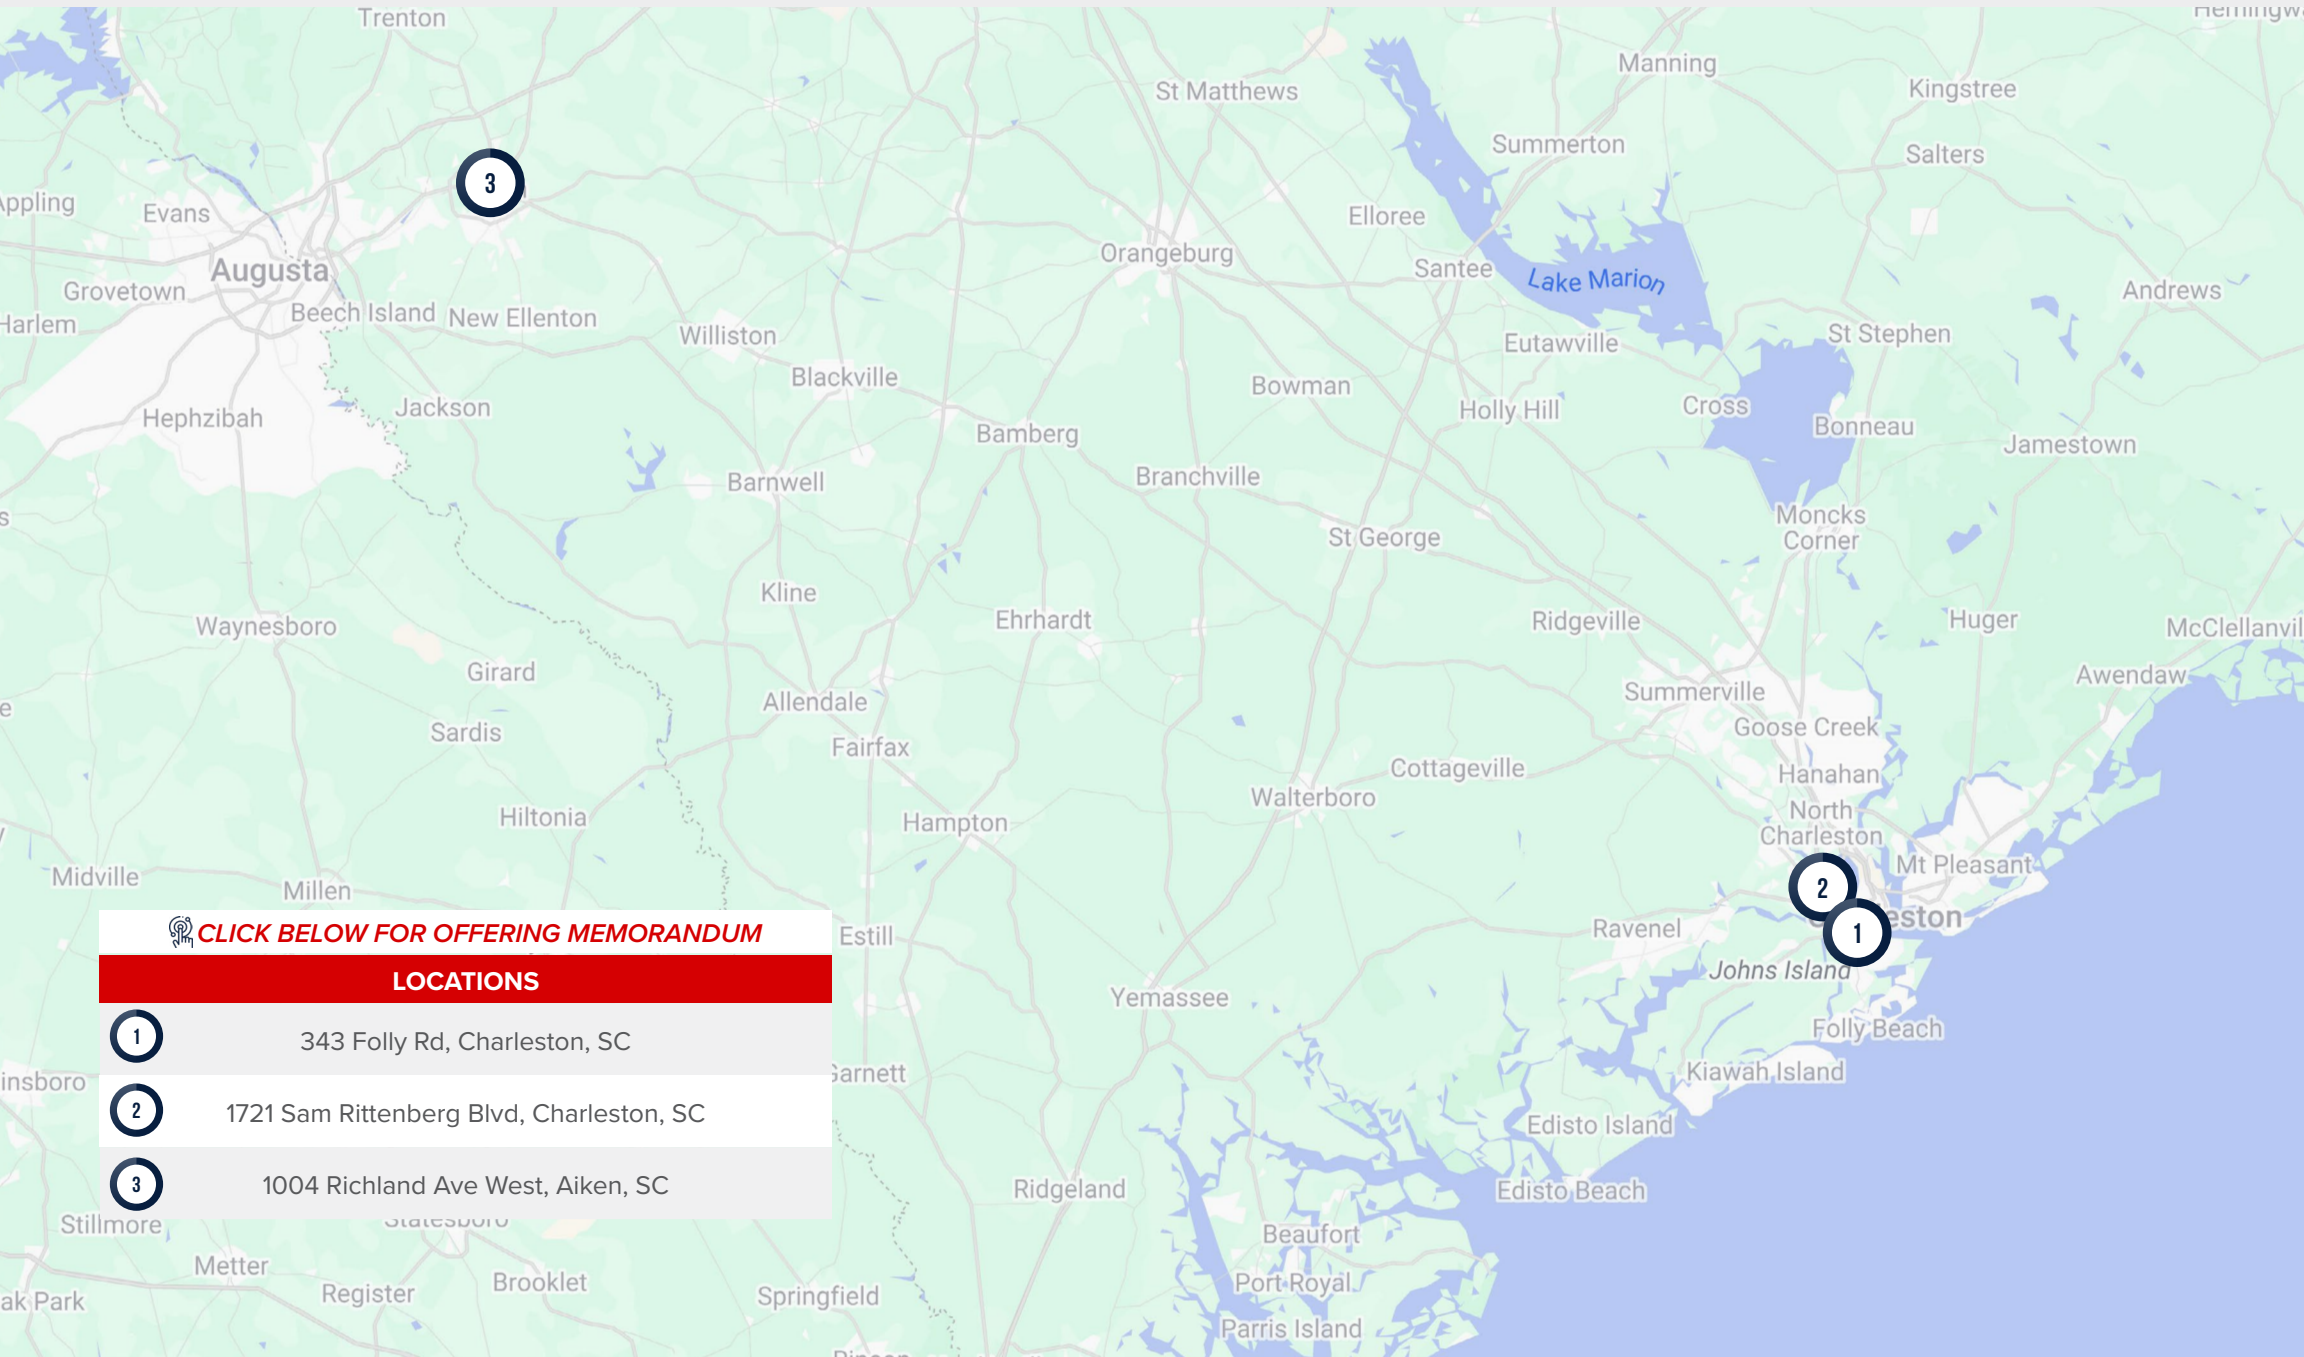 Trenton
Hemingw
Manning
St Matthews
Kingstree
Summerton
Salters
3
Appling
Evans
Elloree
Orangeburg
Augusta
Santee
Lake Marion
Grovetown
Andrews
Beech Island
New Ellenton
Harlem
Williston
St Stephen
Eutawville
Blackville
Bowman
Jackson
Holly Hill
Cross
Hephzibah
Bonneau
Bamberg
Jamestown
Branchville
Barnwell
s
Moncks
Corner
St George
Kline
Ehrhardt
Ridgeville
Huger
Waynesboro
McClellanvil
Girard
Awendaw
Summerville
Allendale
e
Goose Creek
Sardis
Fairfax
Cottageville
Hanahan
Walterboro
North
Charleston
Hiltonia
Hampton
Mt Pleasant
Midville
Millen
2
eston
Ravenel
1
Estill
CLICK BELOW FOR OFFERING MEMORANDUM
LOCATIONS
1 343 Folly Rd, Charleston, SC
2 1721 Sam Rittenberg Blvd, Charleston, SC
3 1004 Richland Ave West, Aiken, SC
Johns Island
Yemassee
Folly Beach
Kiawah Island
Garnett
insboro
Edisto Island
Ridgeland
Edisto Beach
Stillmore
Statesboro
Beaufort
Metter
Brooklet
Port Royal
Register
Springfield
ak Park
Parris Island